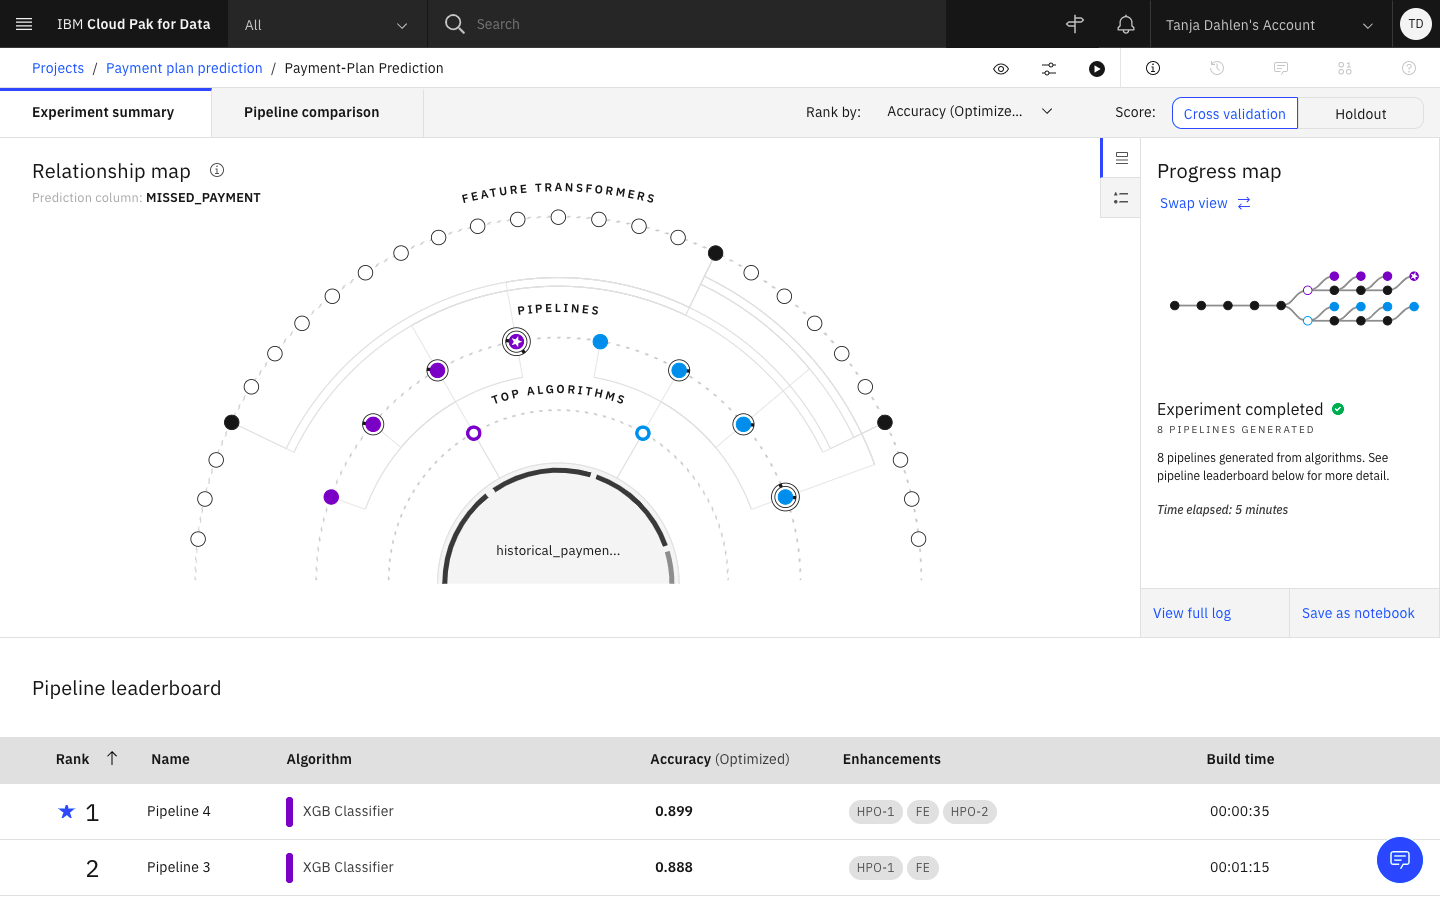 IBM Cloud Pak for Data
All
Search
Tanja Dahlen's Account
TD
Projects / Payment plan prediction / Payment-Plan Prediction
Experiment summary
Pipeline comparison
Rank by:
Accuracy (Optimize...
Score:
Cross validation
Holdout
Relationship map
Prediction column: MISSED_PAYMENT
FEATURE TRANSFORMERS
PIPELINES
TOP ALGORITHMS
historical_paymen...
Progress map
Swap view
Experiment completed
8 PIPELINES GENERATED
8 pipelines generated from algorithms. See
pipeline leaderboard below for more detail.
Time elapsed: 5 minutes
View full log
Save as notebook
Pipeline leaderboard
Rank Name Algorithm Accuracy (Optimized) Enhancements Build time
1 Pipeline 4 XGB Classifier 0.899 HPO-1 FE HPO-2 00:00:35
2 Pipeline 3 XGB Classifier 0.888 HPO-1 FE 00:01:15